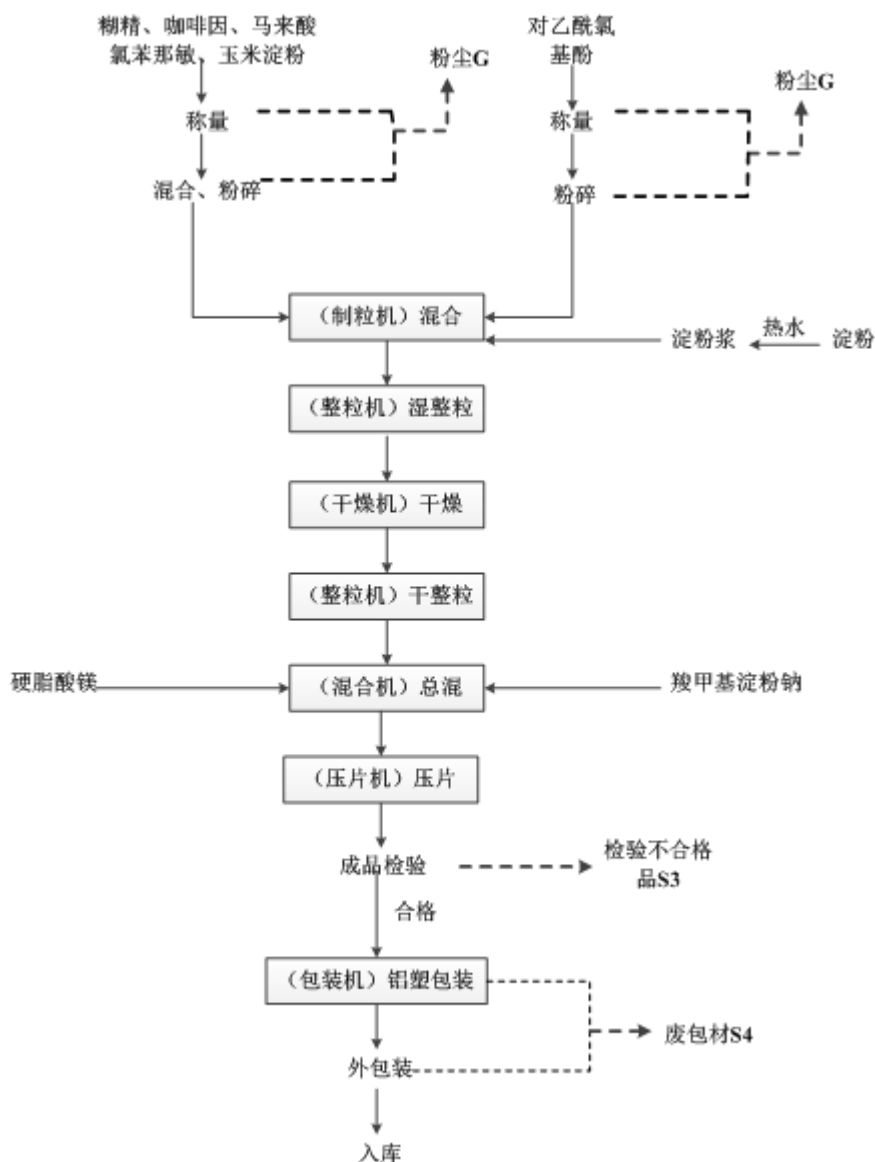 糊精、咖啡因、马来酸
氯苯那敏、玉米淀粉
对乙酰氯
基酚
粉尘G
粉尘G
称量
称量
混合、粉碎
粉碎
（制粒机）混合
淀粉浆
热水
淀粉
（整粒机）湿整粒
（干燥机）干燥
（整粒机）干整粒
硬脂酸镁
（混合机）总混
羧甲基淀粉钠
（压片机）压片
成品检验
检验不合格
品S3
合格
（包装机）铝塑包装
废包材S4
外包装
入库